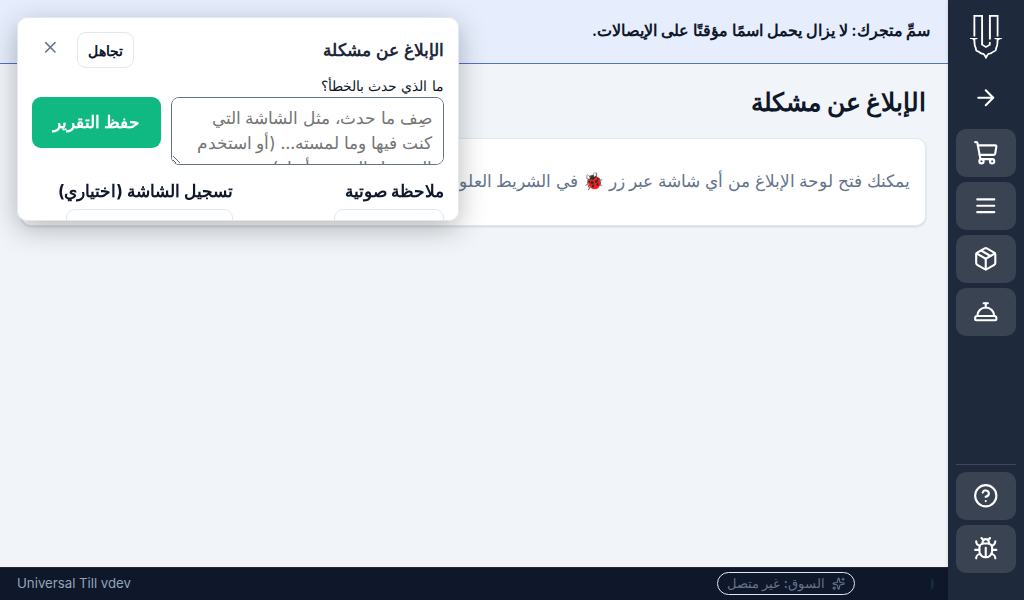 سمِّ متجرك: لا يزال يحمل اسمًا مؤقتًا على الإيصالات.
الإبلاغ عن مشكلة
تجاهل
ما الذي حدث بالخطأ؟
صِف ما حدث، مثل الشاشة التي
كنت فيها وما لمسته... (أو استخدم
حفظ التقرير
ملاحظة صوتية
تسجيل الشاشة (اختياري)
الإبلاغ عن مشكلة
يمكنك فتح لوحة الإبلاغ من أي شاشة عبر زر 🐞 في الشريط
السوق: غير متصل
Universal Till vdev